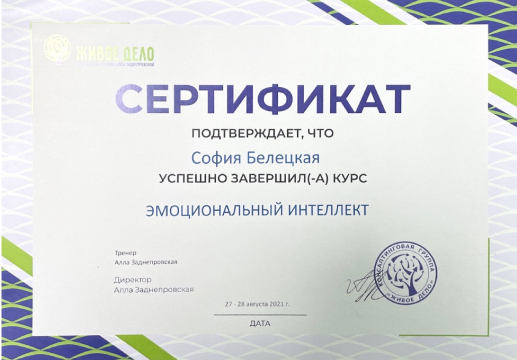 ЖИВОЕ ДЕЛО
СЕРТИФИКАТ
ПОДТВЕРЖДАЕТ, ЧТО
София Белецкая
УСПЕШНО ЗАВЕРШИЛ(-А) КУРС
ЭМОЦИОНАЛЬНЫЙ ИНТЕЛЛЕКТ
Тренер
Алла Заднепровская
Директор
Алла Заднепровская
КОНСАЛТИНГОВАЯ ГРУППА
«ЖИВОЕ ДЕЛО»
27 - 28 августа 2021 г.
ДАТА